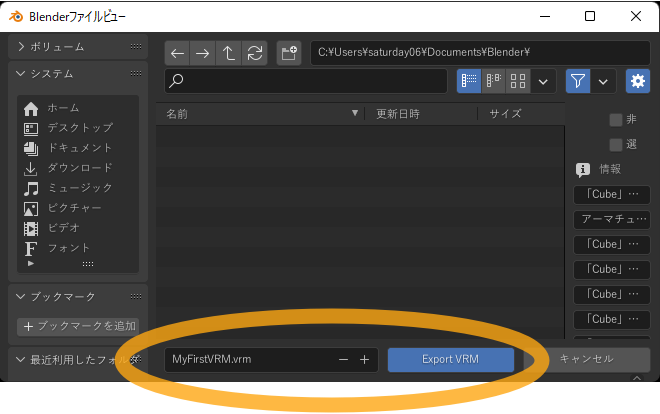 Blenderファイルビュー
ボリューム
システム
ホーム
デスクトップ
ドキュメント
ダウンロード
ミュージック
ピクチャー
ビデオ
フォント
ブックマーク
ブックマークを追加
最近利用したフォルダ
C:¥Users¥saturday06¥Documents¥Blender¥
名前
更新日時
サイズ
MyFirstVRM.vrm
Export VRM
キャンセル
非
選
情報
「Cube」…
アーマチュ…
「Cube」…
「Cube」…
「Cube」…
「Cube」…